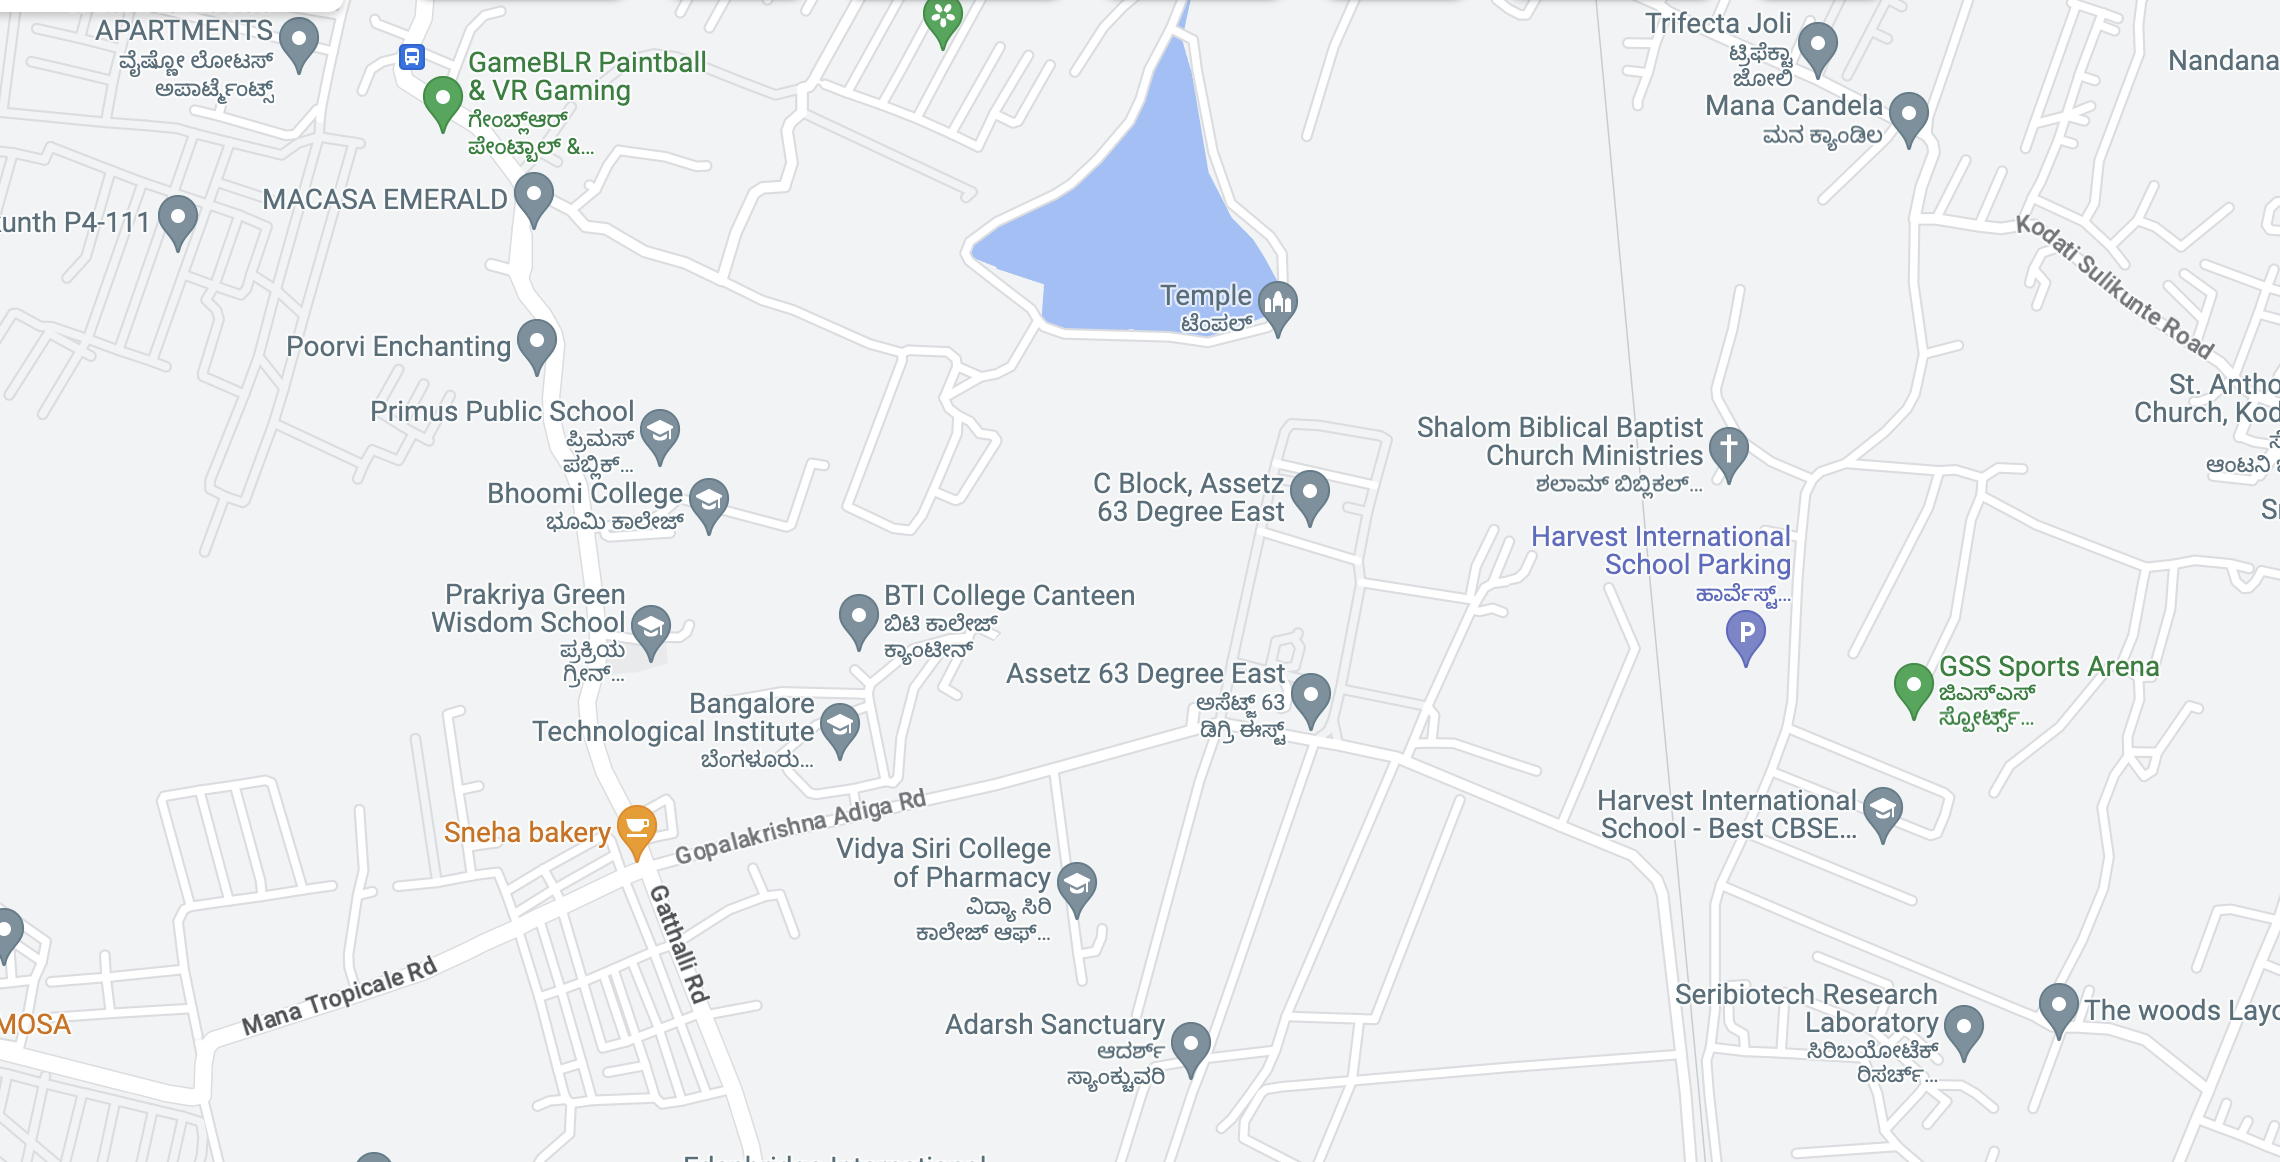 APARTMENTS
ವೈಷ್ಣೋ ಲೋಟಸ್
ಅಪಾರ್ಟ್ಮೆಂಟ್ಸ್
GameBLR Paintball
& VR Gaming
ಗೇಂಬ್ಲ್ಆರ್
ಪೇಂಟ್ಬಾಲ್ &...
Trifecta Joli
ಟ್ರಿಫೆಕ್ಟಾ
ಜೋಲಿ
Nandana
Mana Candela
ಮನ ಕ್ಯಾಂಡಿಲ
MACASA EMERALD
unth P4-111
Kodati Sulikunte Road
Temple
ಟೆಂಪಲ್
Poorvi Enchanting
Primus Public School
ಪ್ರಿಮಸ್
ಪಬ್ಲಿಕ್...
Bhoomi College
ಭೂಮಿ ಕಾಲೇಜ್
C Block, Assetz
63 Degree East
Shalom Biblical Baptist
Church Ministries
ಶಲಾಮ್ ಬಿಬ್ಲಿಕಲ್...
St. Antho
Church, Kod
ಆಂಟನಿ
Harvest International
School Parking
ಹಾರ್ವೆಸ್ಟ್...
P
Prakriya Green
Wisdom School
ಪ್ರಕ್ರಿಯ
ಗ್ರೀನ್...
BTI College Canteen
ಬಿಟಿ ಕಾಲೇಜ್
ಕ್ಯಾಂಟೀನ್
Assetz 63 Degree East
ಅಸೆಟ್ಜ್ 63
ಡಿಗ್ರಿ ಈಸ್ಟ್
GSS Sports Arena
ಜಿಎಸ್ಎಸ್
ಸ್ಪೋರ್ಟ್ಸ್...
Bangalore
Technological Institute
ಬೆಂಗಳೂರು...
Sneha bakery
Gopalakrishna Adiga Rd
Harvest International
School - Best CBSE...
Vidya Siri College
of Pharmacy
ವಿದ್ಯಾ ಸಿರಿ
ಕಾಲೇಜ್ ಆಫ್...
Gatthalli Rd
Mana Tropicale Rd
MOSA
Adarsh Sanctuary
ಆದರ್ಶ್
ಸ್ಯಾಂಕ್ಚುವರಿ
Seribiotech Research
Laboratory
ಸಿರಿಬಯೋಟೆಕ್
ರಿಸರ್ಚ್...
The woods Layo